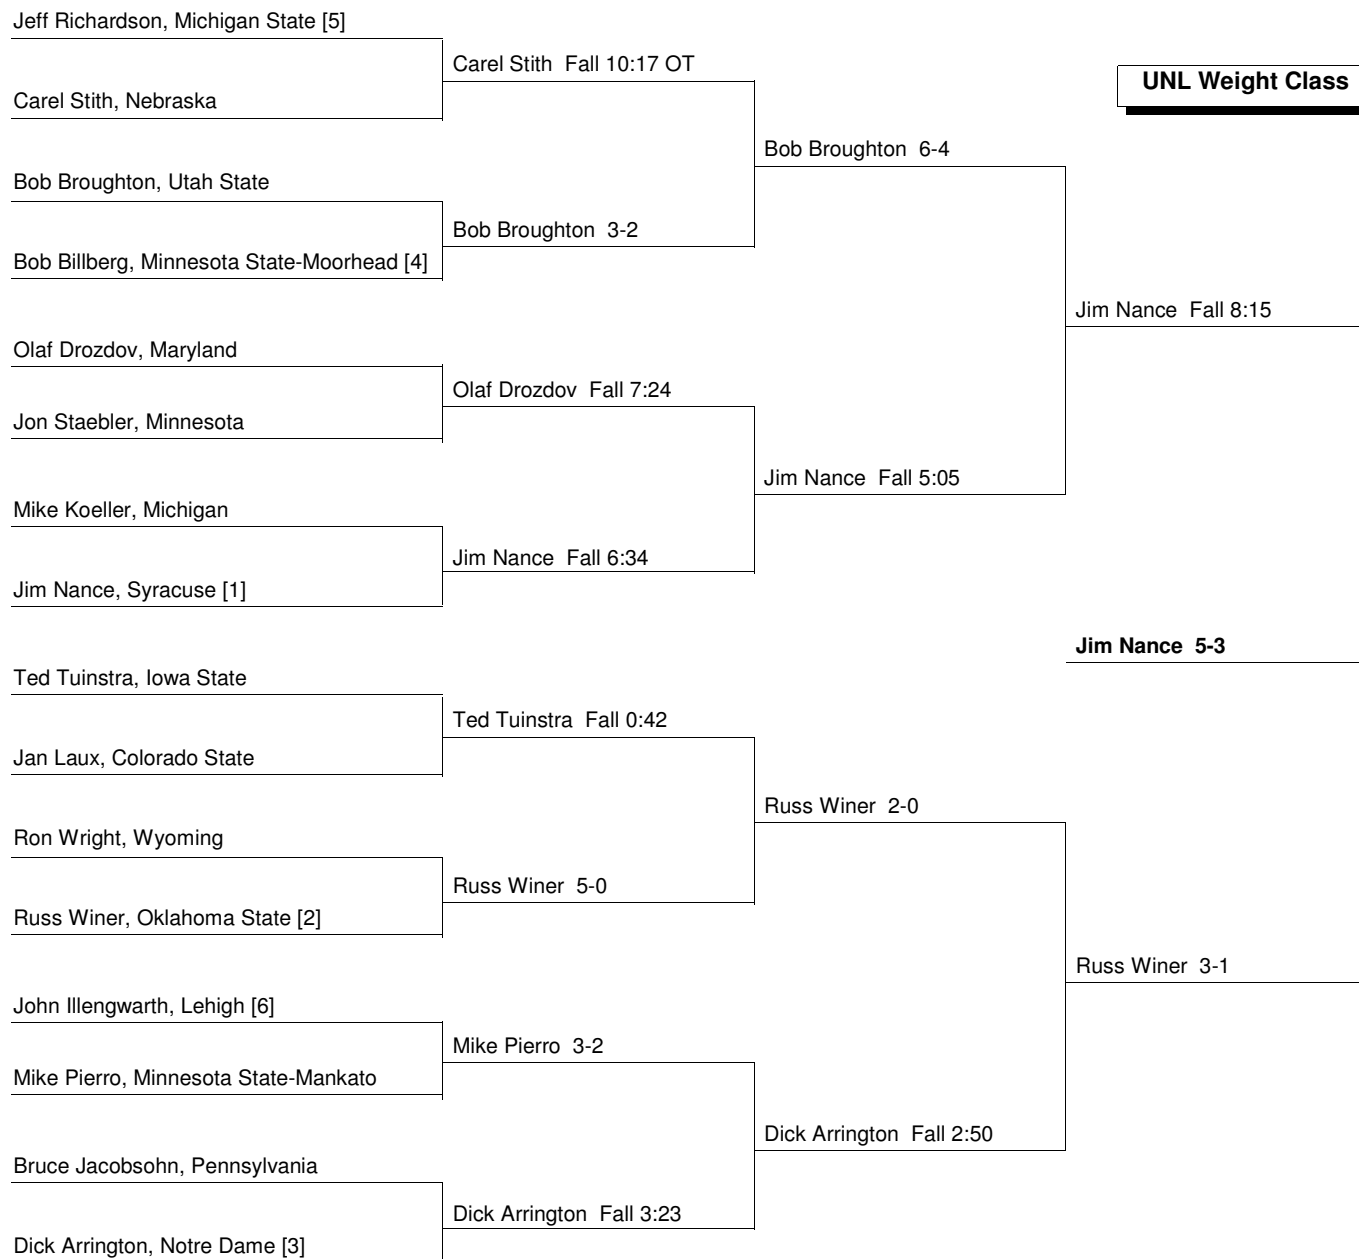 Jeff Richardson, Michigan State [5]
Carel Stith  Fall 10:17 OT
UNL Weight Class
Carel Stith, Nebraska
Bob Broughton  6-4
Bob Broughton, Utah State
Bob Broughton  3-2
Bob Billberg, Minnesota State-Moorhead [4]
Jim Nance  Fall 8:15
Olaf Drozdov, Maryland
Olaf Drozdov  Fall 7:24
Jon Staebler, Minnesota
Jim Nance  Fall 5:05
Mike Koeller, Michigan
Jim Nance  Fall 6:34
Jim Nance, Syracuse [1]
Jim Nance  5-3
Ted Tuinstra, Iowa State
Ted Tuinstra  Fall 0:42
Jan Laux, Colorado State
Russ Winer  2-0
Ron Wright, Wyoming
Russ Winer  5-0
Russ Winer, Oklahoma State [2]
Russ Winer  3-1
John Illengwarth, Lehigh [6]
Mike Pierro  3-2
Mike Pierro, Minnesota State-Mankato
Dick Arrington  Fall 2:50
Bruce Jacobsohn, Pennsylvania
Dick Arrington  Fall 3:23
Dick Arrington, Notre Dame [3]